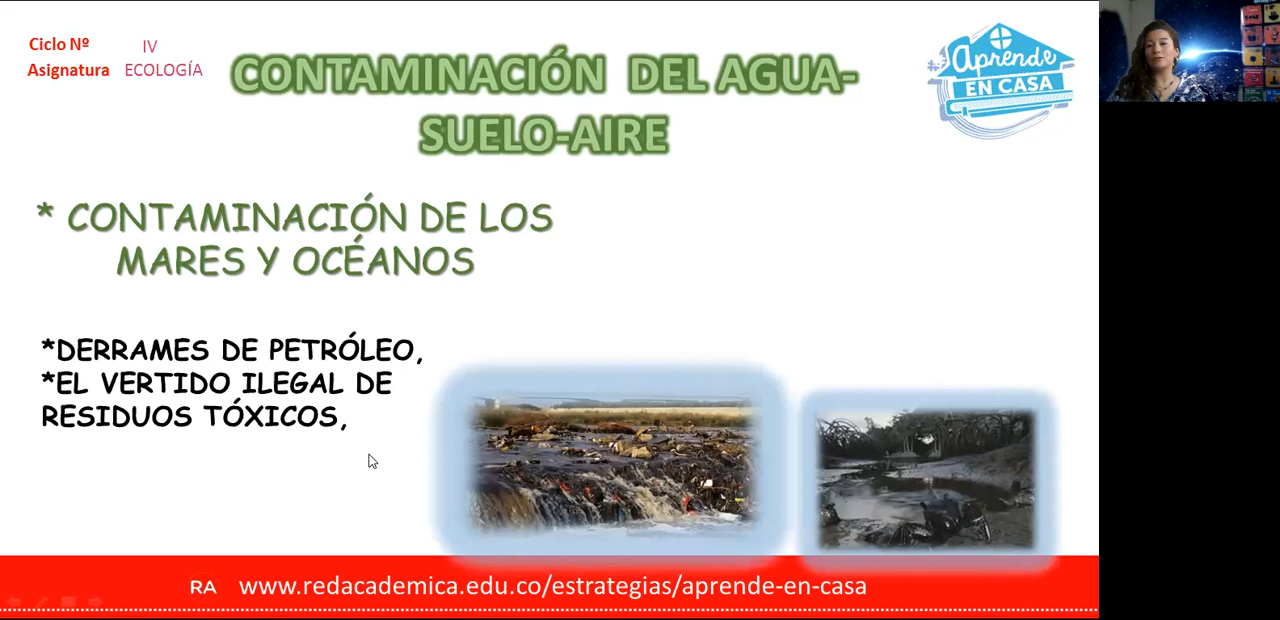 Ciclo Nº IV
Asignatura ECOLOGÍA
CONTAMINACIÓN DEL AGUA-
SUELO-AIRE
Aprende
EN CASA
* CONTAMINACIÓN DE LOS
MARES Y OCÉANOS
*DERRAMES DE PETRÓLEO,
*EL VERTIDO ILEGAL DE
RESIDUOS TÓXICOS,
RA www.redacademica.edu.co/estrategias/aprende-en-casa